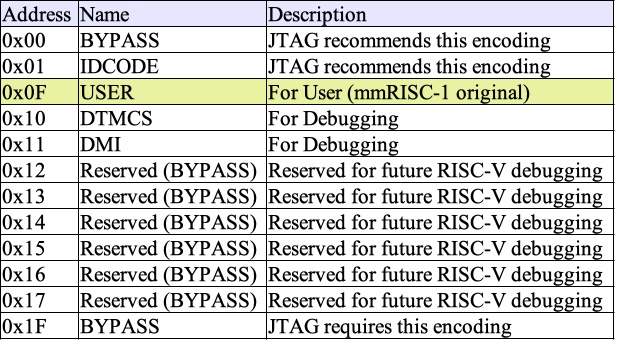 Address Name Description
0x00 BYPASS JTAG recommends this encoding
0x01 IDCODE JTAG recommends this encoding
0x0F USER For User (mmRISC-1 original)
0x10 DTMCS For Debugging
0x11 DMI For Debugging
0x12 Reserved (BYPASS) Reserved for future RISC-V debugging
0x13 Reserved (BYPASS) Reserved for future RISC-V debugging
0x14 Reserved (BYPASS) Reserved for future RISC-V debugging
0x15 Reserved (BYPASS) Reserved for future RISC-V debugging
0x16 Reserved (BYPASS) Reserved for future RISC-V debugging
0x17 Reserved (BYPASS) Reserved for future RISC-V debugging
0x1F BYPASS JTAG requires this encoding